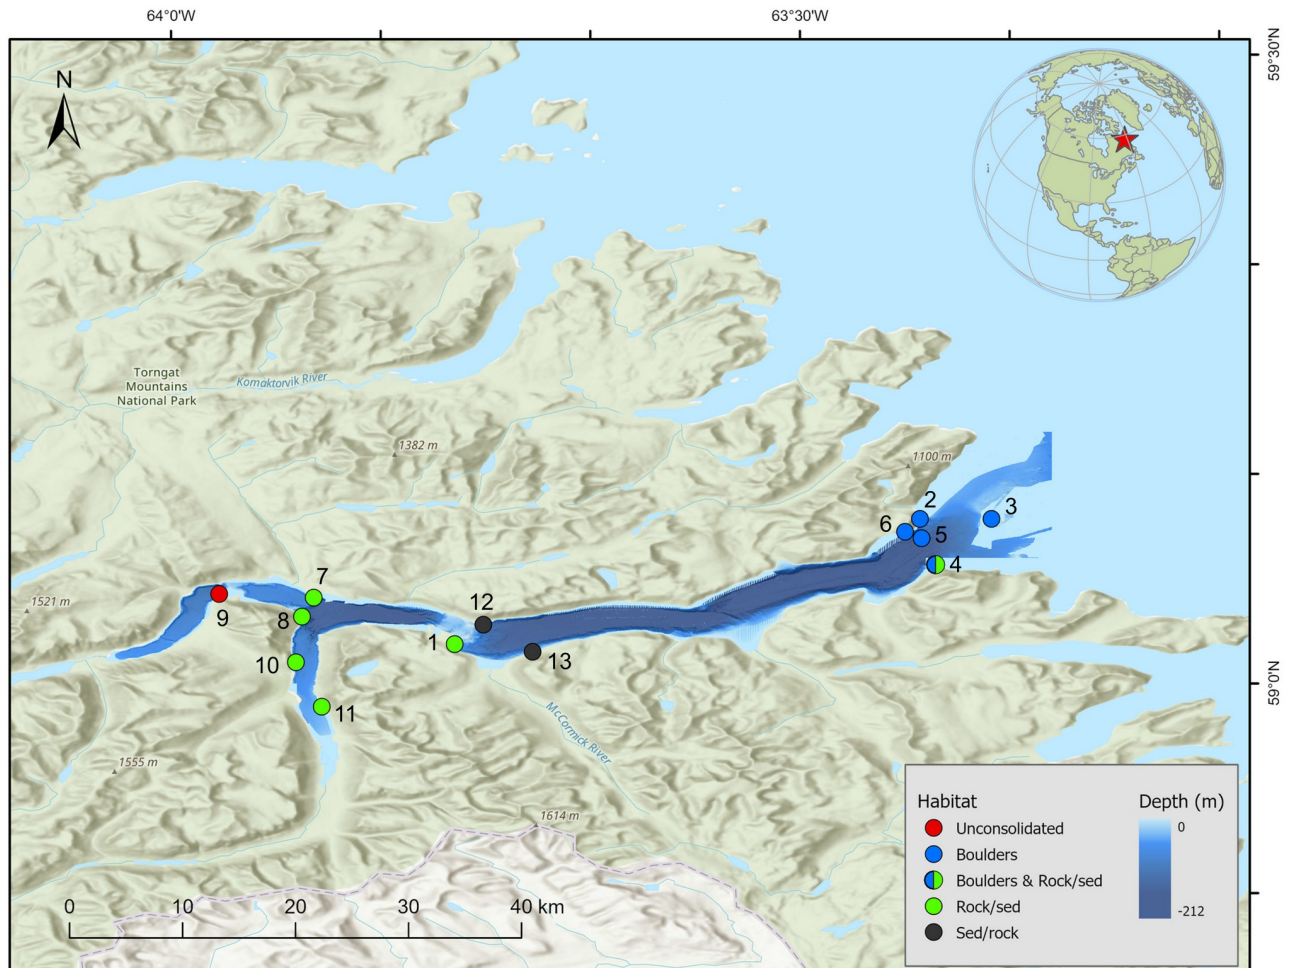 64°0'W
63°30'W
59°30'N
N
Torngat
Mountains
National Park
Komaktorvik River
1382 m
1100 m
2
3
6
5
4
7
1521 m
9
8
12
1
13
10
11
59°0'N
McCormick River
1555 m
1614 m
Habitat
Unconsolidated
Boulders
Boulders & Rock/sed
Rock/sed
Sed/rock
Depth (m)
0
-212
0 10 20 30 40 km